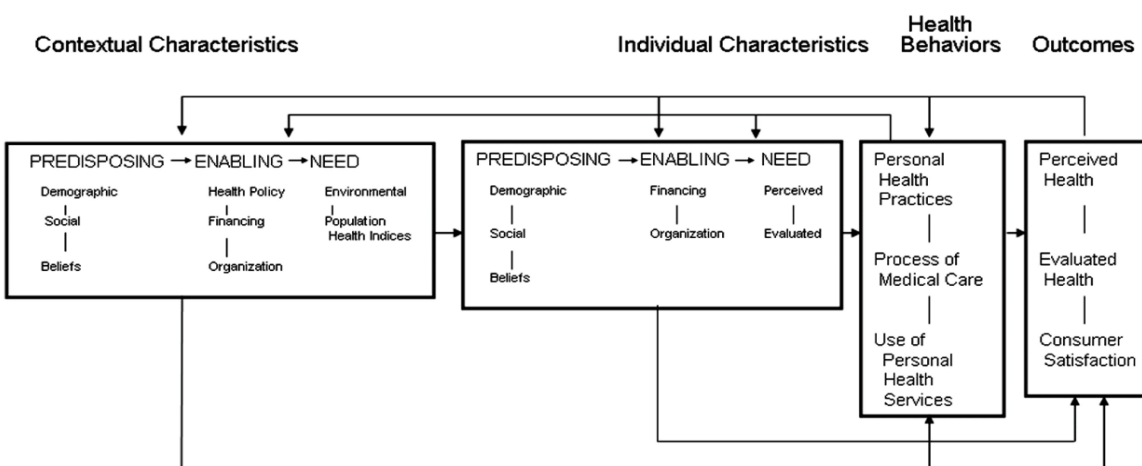 Contextual Characteristics
Individual Characteristics
Health
Behaviors
Outcomes
PREDISPOSING
ENABLING
NEED
Demographic
Social
Beliefs
Health Policy
Financing
Organization
Environmental
Population
Health Indices
PREDISPOSING
ENABLING
NEED
Demographic
Social
Beliefs
Financing
Organization
Perceived
Evaluated
Personal
Health
Practices
Process of
Medical Care
Use of
Personal
Health
Services
Perceived
Health
Evaluated
Health
Consumer
Satisfaction